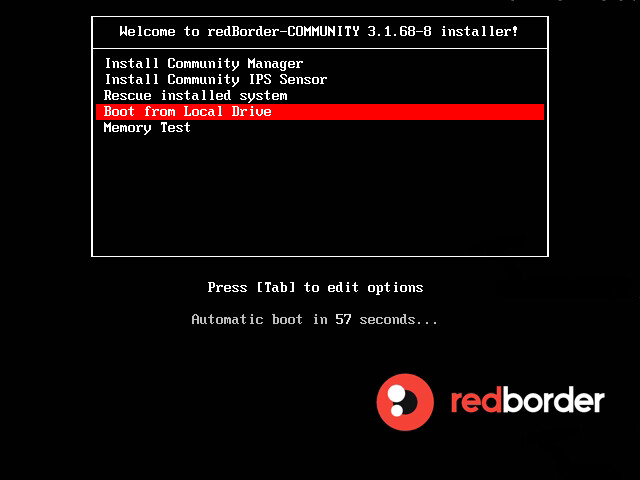 Welcome to redBorder-COMMUNITY 3.1.68-8 installer!
Install Community Manager
Install Community IPS Sensor
Rescue installed system
Boot from Local Drive
Memory Test
Press [Tab] to edit options
Automatic boot in 57 seconds...
redborder